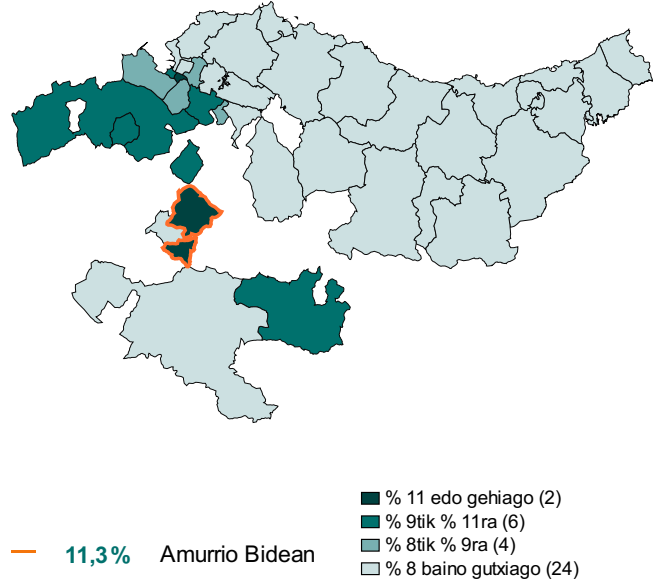 % 11 edo gehiago (2)
% 9tik % 11ra (6)
% 8tik % 9ra (4)
% 8 baino gutxiago (24)
11,3 % Amurrio Bidean